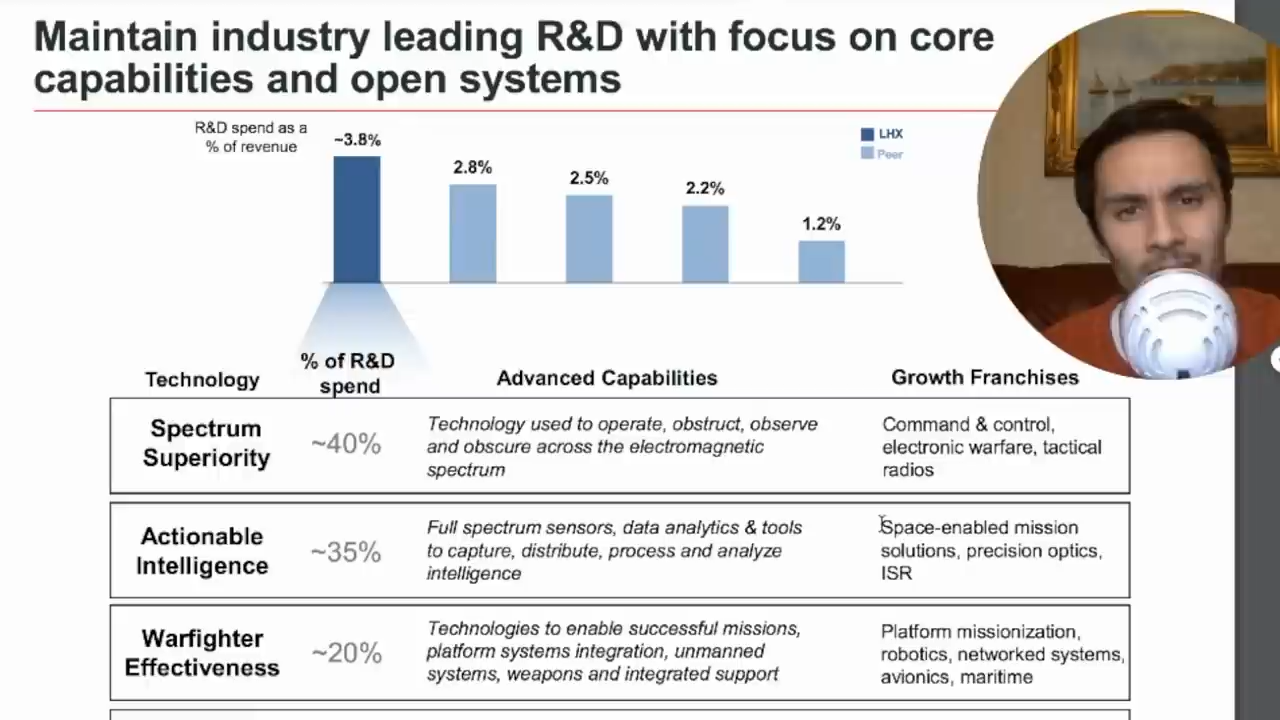 Maintain industry leading R&D with focus on core
capabilities and open systems
R&D spend as a
% of revenue
~3.8%
2.8%
2.5%
2.2%
1.2%
LHX
Peer
Technology
% of R&D
spend
Advanced Capabilities
Growth Franchises
Spectrum
Superiority
~40%
Technology used to operate, obstruct, observe
and obscure across the electromagnetic
spectrum
Command & control,
electronic warfare, tactical
radios
Actionable
Intelligence
~35%
Full spectrum sensors, data analytics & tools
to capture, distribute, process and analyze
intelligence
Space-enabled mission
solutions, precision optics,
ISR
Warfighter
Effectiveness
~20%
Technologies to enable successful missions,
platform systems integration, unmanned
systems, weapons and integrated support
Platform missionization,
robotics, networked systems,
avionics, maritime